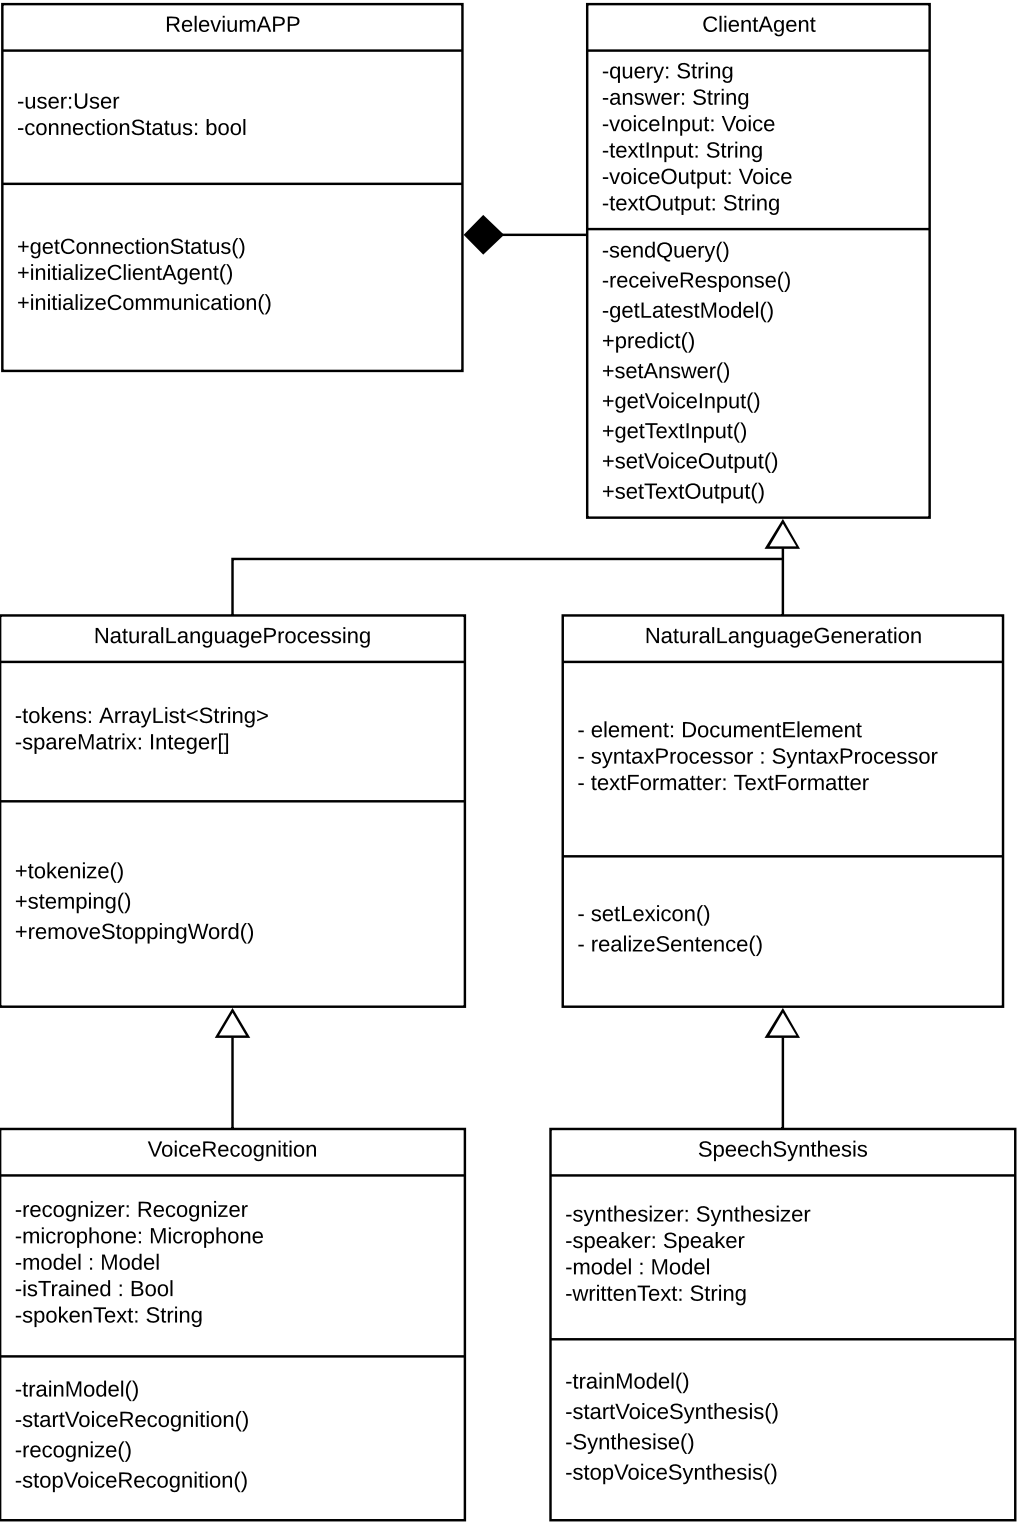 ReleviumAPP
-user:User
-connectionStatus: bool
+getConnectionStatus()
+initializeClientAgent()
+initializeCommunication()
ClientAgent
-query: String
-answer: String
-voiceInput: Voice
-textInput: String
-voiceOutput: Voice
-textOutput: String
-sendQuery()
-receiveResponse()
-getLatestModel()
+predict()
+setAnswer()
+getVoiceInput()
+getTextInput()
+setVoiceOutput()
+setTextOutput()
NaturalLanguageProcessing
-tokens: ArrayList<String>
-spareMatrix: Integer[]
+tokenize()
+stemping()
+removeStoppingWord()
NaturalLanguageGeneration
- element: DocumentElement
- syntaxProcessor : SyntaxProcessor
- textFormatter: TextFormatter
- setLexicon()
- realizeSentence()
VoiceRecognition
-recognizer: Recognizer
-microphone: Microphone
-model : Model
-isTrained : Bool
-spokenText: String
-trainModel()
-startVoiceRecognition()
-recognize()
-stopVoiceRecognition()
SpeechSynthesis
-synthesizer: Synthesizer
-speaker: Speaker
-model : Model
-writtenText: String
-trainModel()
-startVoiceSynthesis()
-Synthesise()
-stopVoiceSynthesis()